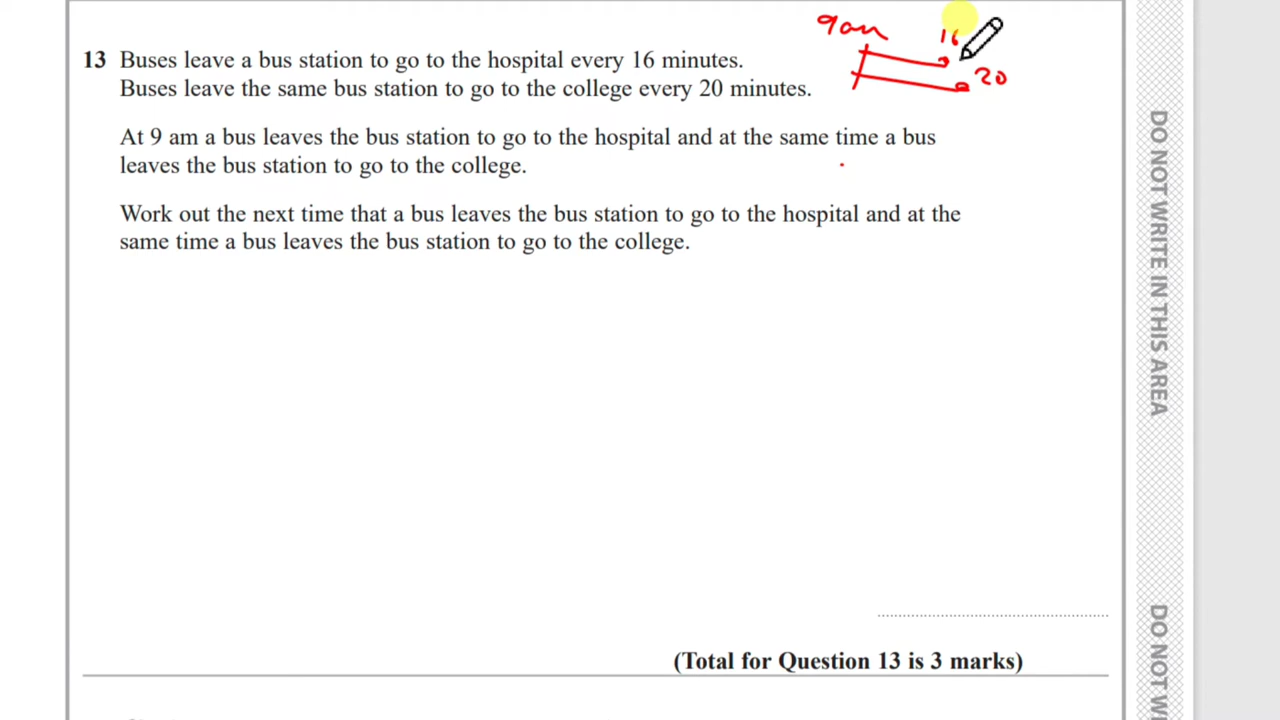 9am
16
20
13 Buses leave a bus station to go to the hospital every 16 minutes.
Buses leave the same bus station to go to the college every 20 minutes.
At 9 am a bus leaves the bus station to go to the hospital and at the same time a bus
leaves the bus station to go to the college.
Work out the next time that a bus leaves the bus station to go to the hospital and at the
same time a bus leaves the bus station to go to the college.
(Total for Question 13 is 3 marks)
DO NOT WRITE IN THIS AREA
DO NOT